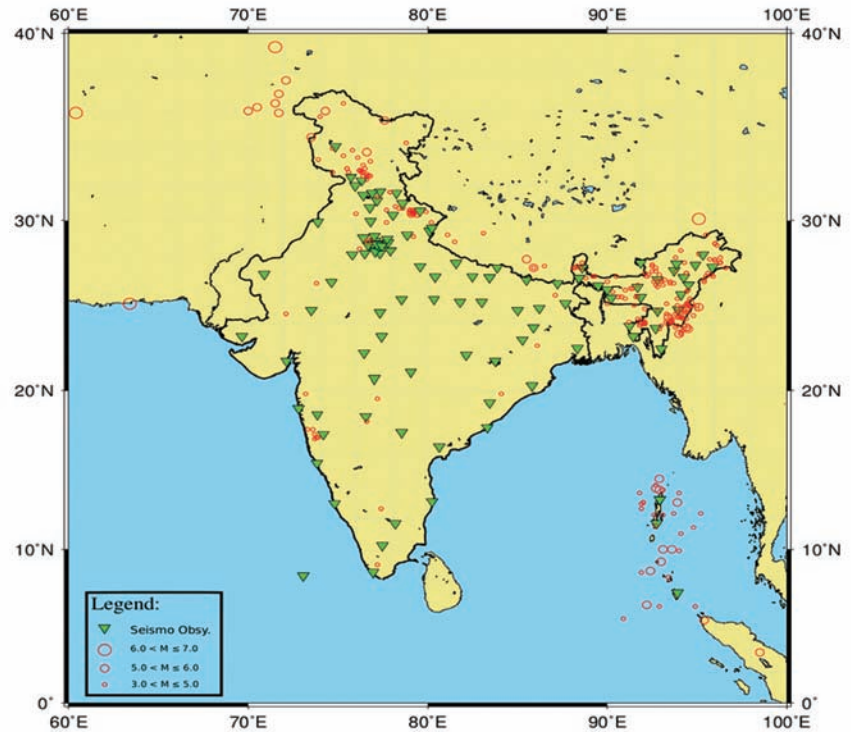 60°E 70°E 80°E 90°E 100°E
40°N 40°N
30°N 30°N
20°N 20°N
10°N 10°N
Legend:
Seismo Obsy.
6.0 < M ≤ 7.0
5.0 < M ≤ 6.0
3.0 < M ≤ 5.0
0° 0°
60°E 70°E 80°E 90°E 100°E